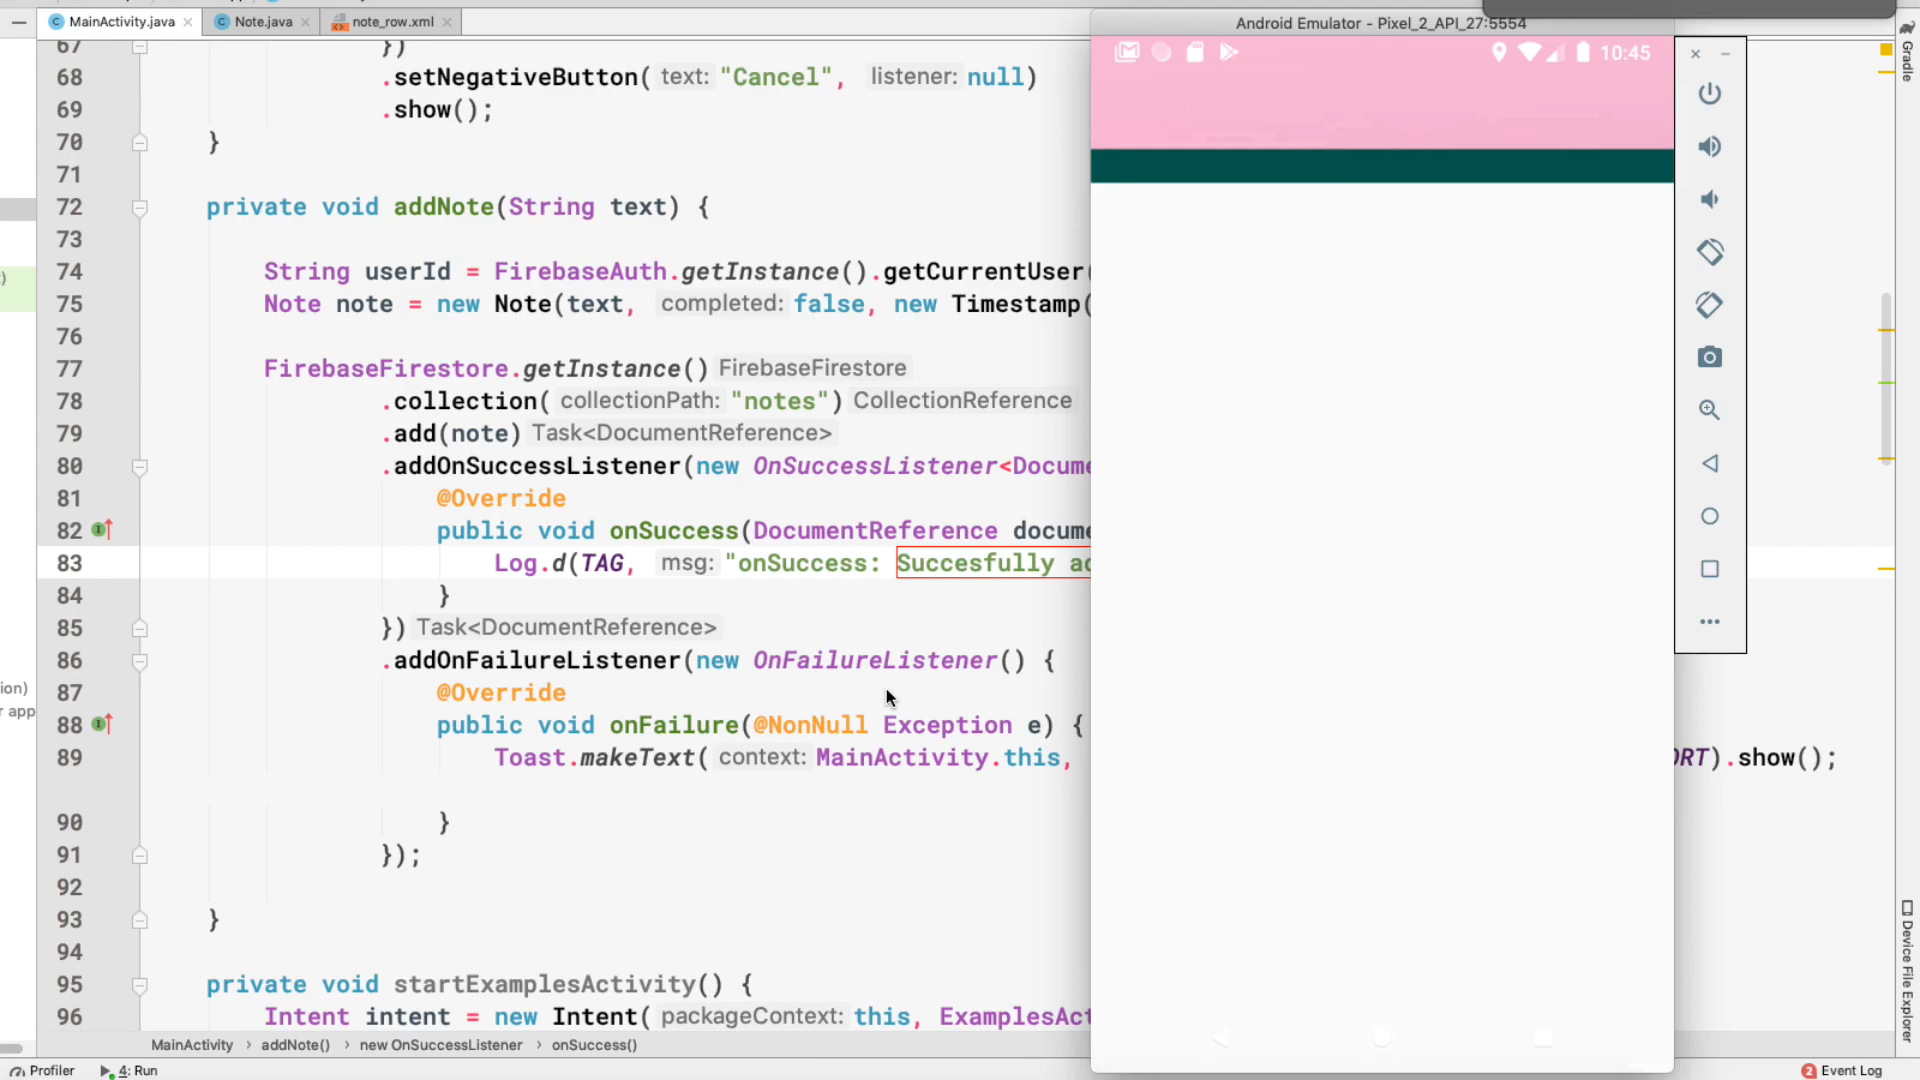 MainActivity.java
Note.java
note_row.xml
Android Emulator - Pixel_2_API_27:5554
10:45
Gradle
67 })
68 .setNegativeButton( text: "Cancel", listener: null)
69 .show();
70 }
71
72 private void addNote(String text) {
73
74 String userId = FirebaseAuth.getInstance().getCurrentUser(
75 Note note = new Note(text, completed: false, new Timestamp(
76
77 FirebaseFirestore.getInstance() FirebaseFirestore
78 .collection( collectionPath: "notes") CollectionReference
79 .add(note) Task<DocumentReference>
80 .addOnSuccessListener(new OnSuccessListener<Docume
81 @Override
82 public void onSuccess(DocumentReference docume
83 Log.d(TAG, msg: "onSuccess: Succesfully ad
84 }
85 }) Task<DocumentReference>
86 .addOnFailureListener(new OnFailureListener() {
87 @Override
88 public void onFailure(@NonNull Exception e) {
89 Toast.makeText( context: MainActivity.this, ORT).show();
90 }
91 });
92
93 }
94
95 private void startExamplesActivity() {
96 Intent intent = new Intent( packageContext: this, ExamplesAct
)
ion)
r app
Device File Explorer
MainActivity > addNote() > new OnSuccessListener > onSuccess()
Profiler
4: Run
2 Event Log